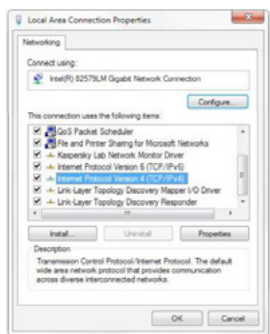 Local Area Connection Properties
Networking
Connect using:
Intel(R) 82579LM Gigabit Network Connection
Configure...
This connection uses the following items:
QoS Packet Scheduler
File and Printer Sharing for Microsoft Networks
Kaspersky Lab Network Monitor Driver
Internet Protocol Version 6 (TCP/IPv6)
Internet Protocol Version 4 (TCP/IPv4)
Link-Layer Topology Discovery Mapper I/O Driver
Link-Layer Topology Discovery Responder
Install...
Uninstall
Properties
Description
Transmission Control Protocol/Internet Protocol. The default
wide area network protocol that provides communication
across diverse interconnected networks.
OK
Cancel